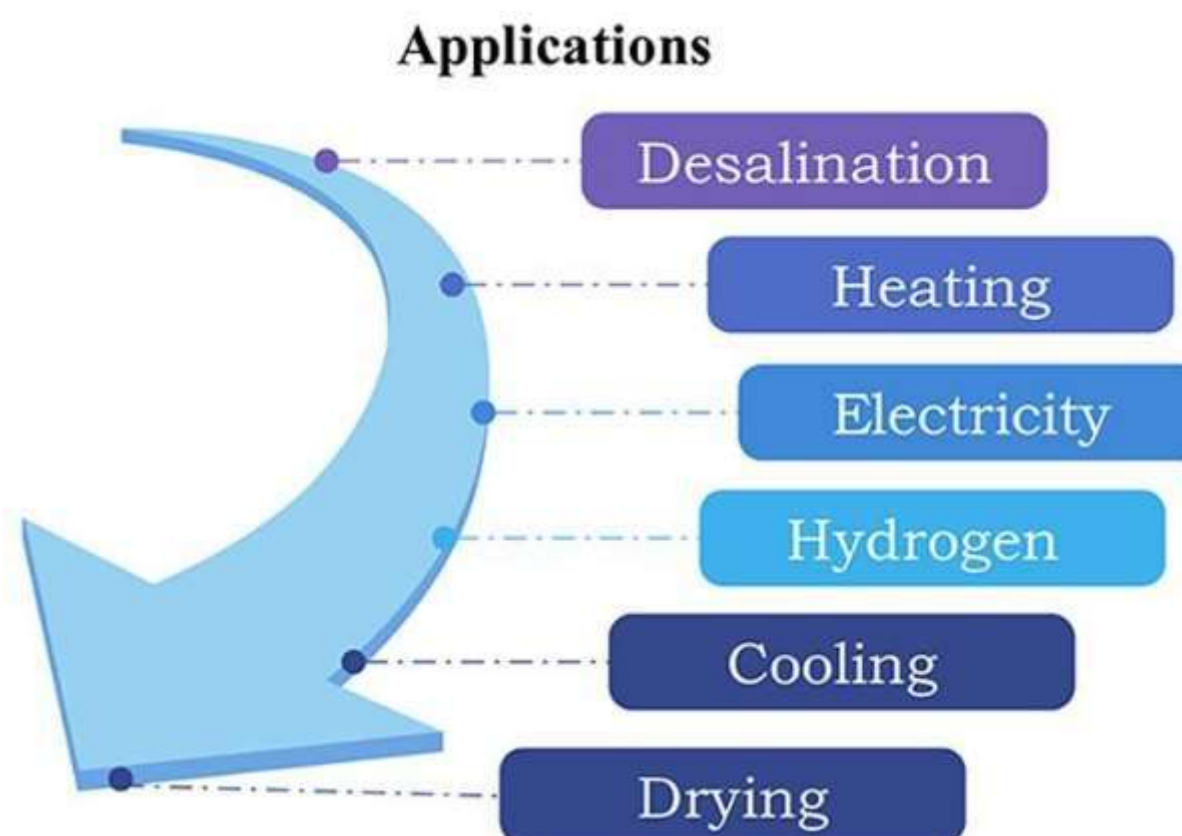 Applications
Desalination
Heating
Electricity
Hydrogen
Cooling
Drying